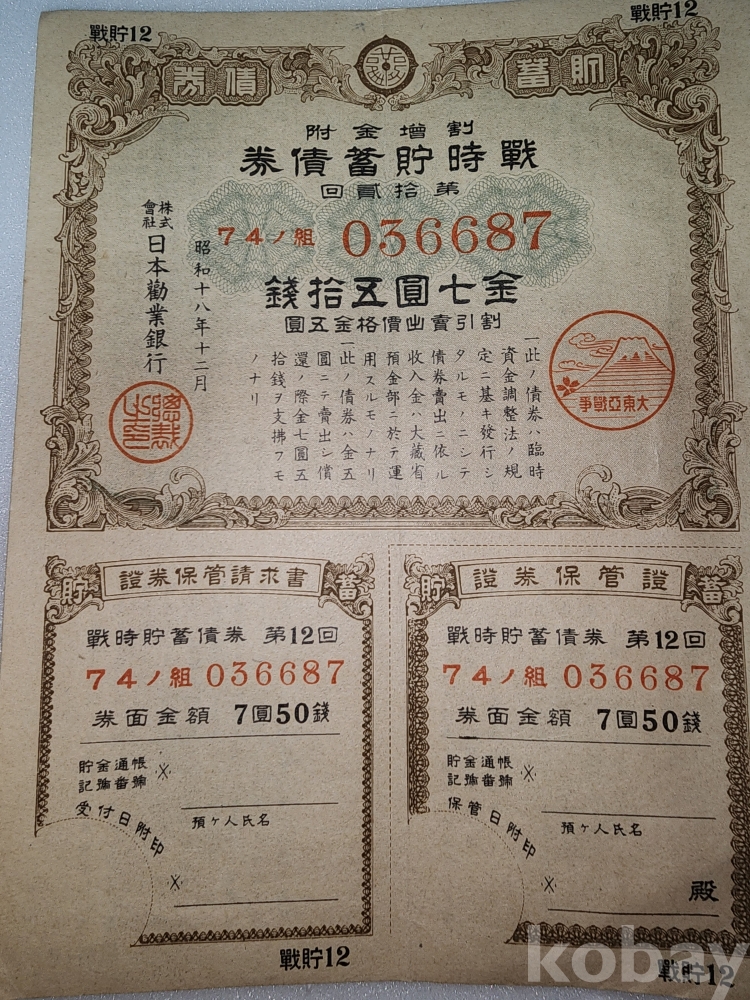 戰貯12
戰貯12
券債
蓄貯
附金增割
券債蓄貯時戰
回貳拾第
74ノ組 036687
錢拾五圓七金
圓五金格價出賣引割
一此ノ債券ハ臨時
資金調整法ノ規
定ニ基キ發行シ
タルモノニシテ
債券賣出ニ依ル
收入金ハ大藏省
預金部ニ於テ運
用スルモノナリ
一此ノ債券ハ金五
圓ニテ賣出シ償
還ノ際金七圓五
拾錢ヲ支拂フモ
ノナリ
昭和十八年十二月
株式會社日本勸業銀行
總裁之印
爭戰亞東大
貯 證券保管請求書 蓄
戰時貯蓄債券 第12回
74ノ組 036687
券面金額 7圓50錢
貯金通帳
記號番號
受付日附印
預ケ人氏名
貯 證券保管證 蓄
戰時貯蓄債券 第12回
74ノ組 036687
券面金額 7圓50錢
貯金通帳
記號番號
保管日附印
預ケ人氏名
殿
戰貯12
戰貯12
kobay